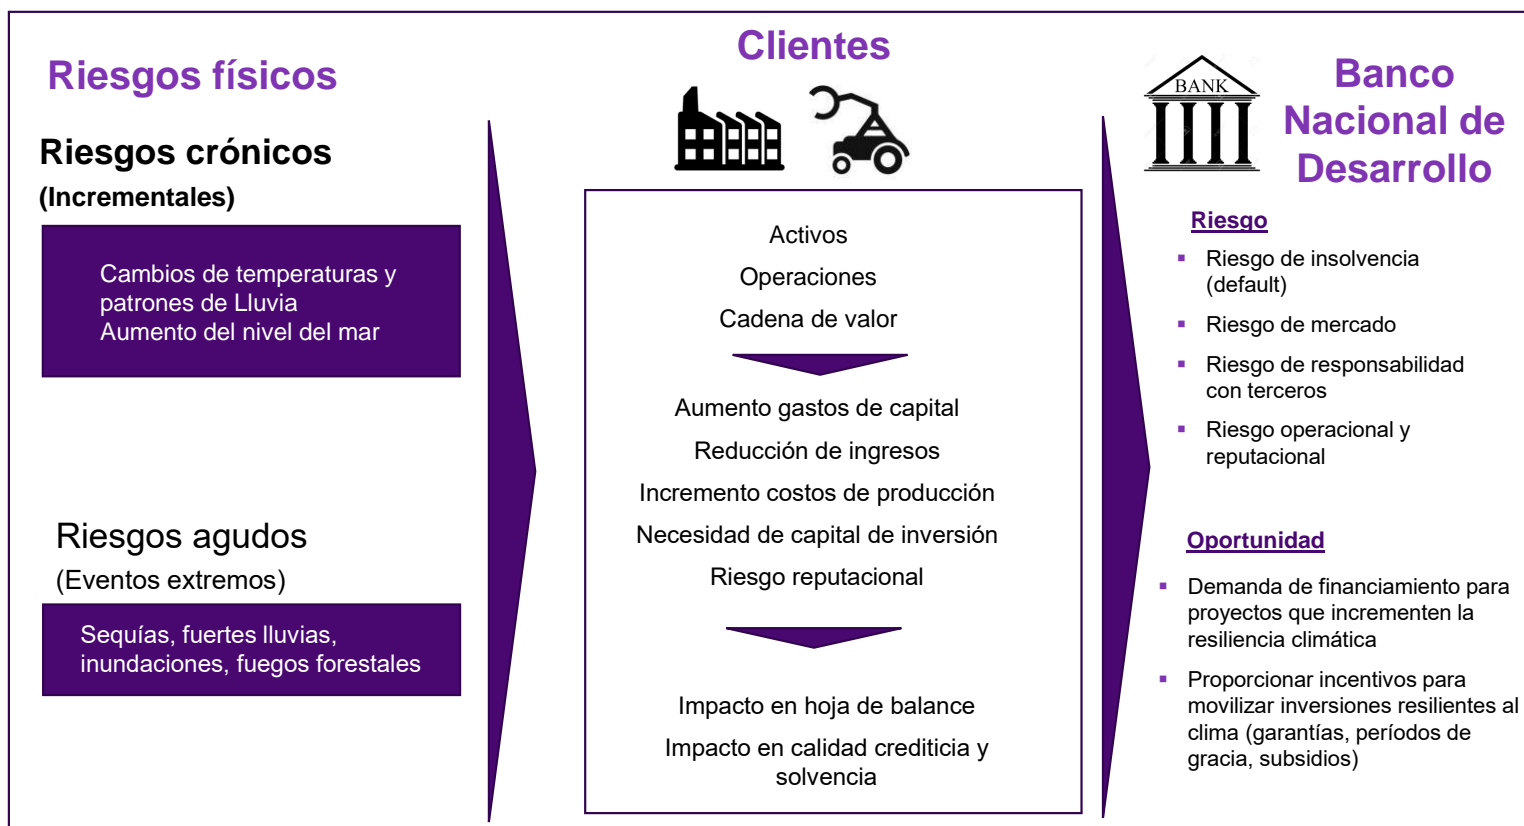 Riesgos físicos
Riesgos crónicos
(Incrementales)
Cambios de temperaturas y
patrones de Lluvia
Aumento del nivel del mar
Riesgos agudos
(Eventos extremos)
Sequías, fuertes lluvias,
inundaciones, fuegos forestales
Clientes
Activos
Operaciones
Cadena de valor
Aumento gastos de capital
Reducción de ingresos
Incremento costos de producción
Necesidad de capital de inversión
Riesgo reputacional
Impacto en hoja de balance
Impacto en calidad crediticia y
solvencia
BANK
Banco
Nacional de
Desarrollo
Riesgo
▪ Riesgo de insolvencia
(default)
▪ Riesgo de mercado
▪ Riesgo de responsabilidad
con terceros
▪ Riesgo operacional y
reputacional
Oportunidad
▪ Demanda de financiamiento para
proyectos que incrementen la
resiliencia climática
▪ Proporcionar incentivos para
movilizar inversiones resilientes al
clima (garantías, períodos de
gracia, subsidios)